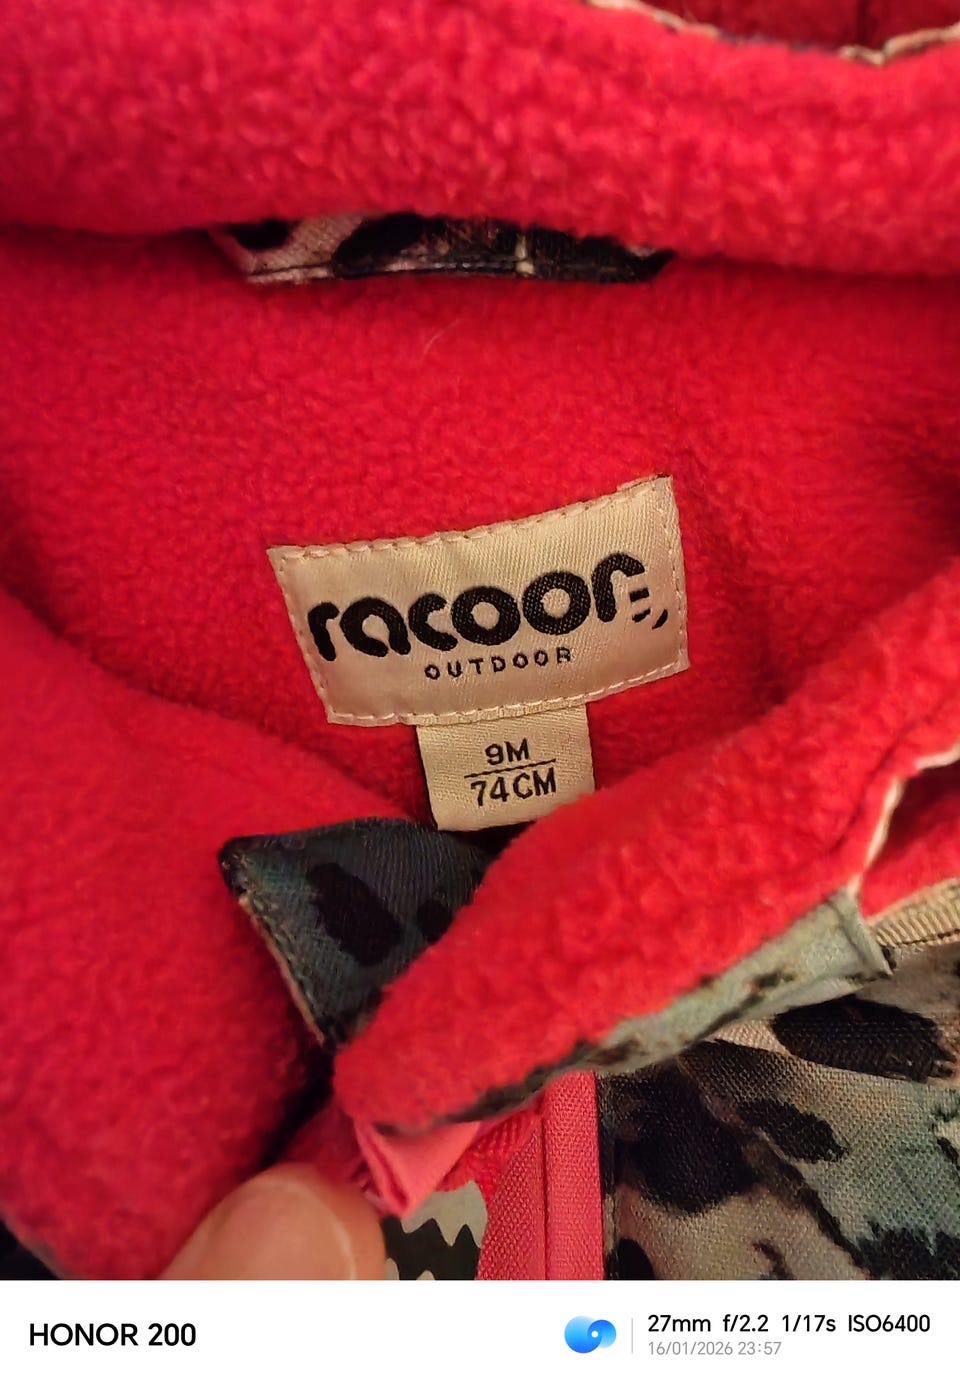 racoon
OUTDOOR
9M
74CM
HONOR 200
27mm f/2.2 1/17s ISO6400
16/01/2026 23:57